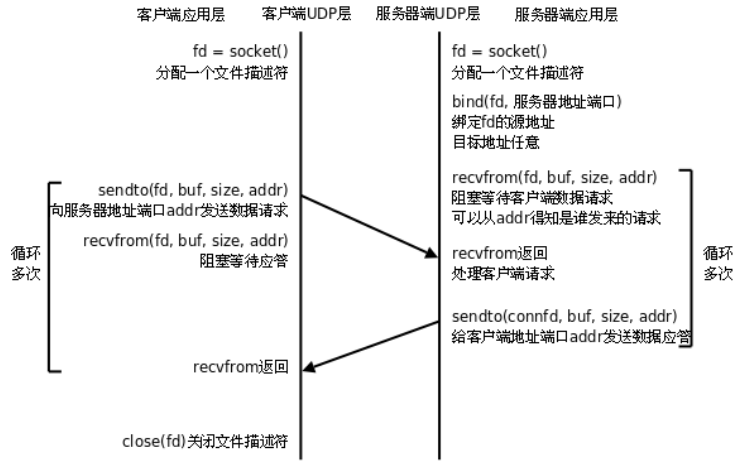 客户端应用层 客户端UDP层 服务器端UDP层 服务器端应用层
fd = socket()
分配一个文件描述符
fd = socket()
分配一个文件描述符
bind(fd, 服务器地址端口)
绑定fd的源地址
目标地址任意
sendto(fd, buf, size, addr)
向服务器地址端口addr发送数据请求
recvfrom(fd, buf, size, addr)
阻塞等待客户端数据请求
可以从addr得知是谁发来的请求
recvfrom(fd, buf, size, addr)
阻塞等待应答
循环
多次
recvfrom返回
处理客户端请求
循环
多次
sendto(connfd, buf, size, addr)
给客户端地址端口addr发送数据应答
recvfrom返回
close(fd)关闭文件描述符